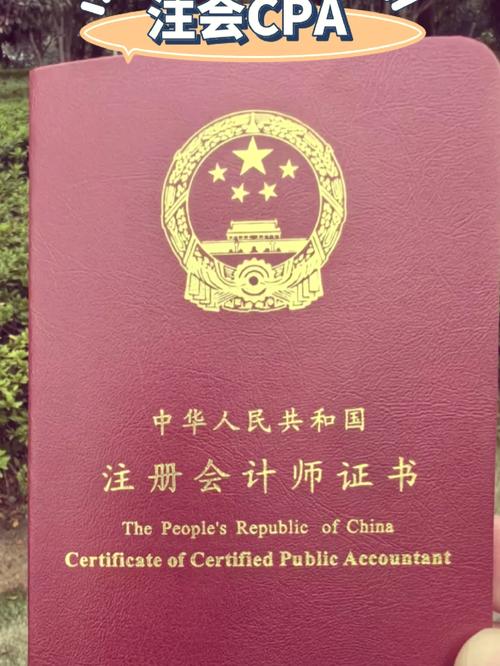 注会CPA
中华人民共和国
注册会计师证书
The People's Republic of China
Certificate of Certified Public Accountant